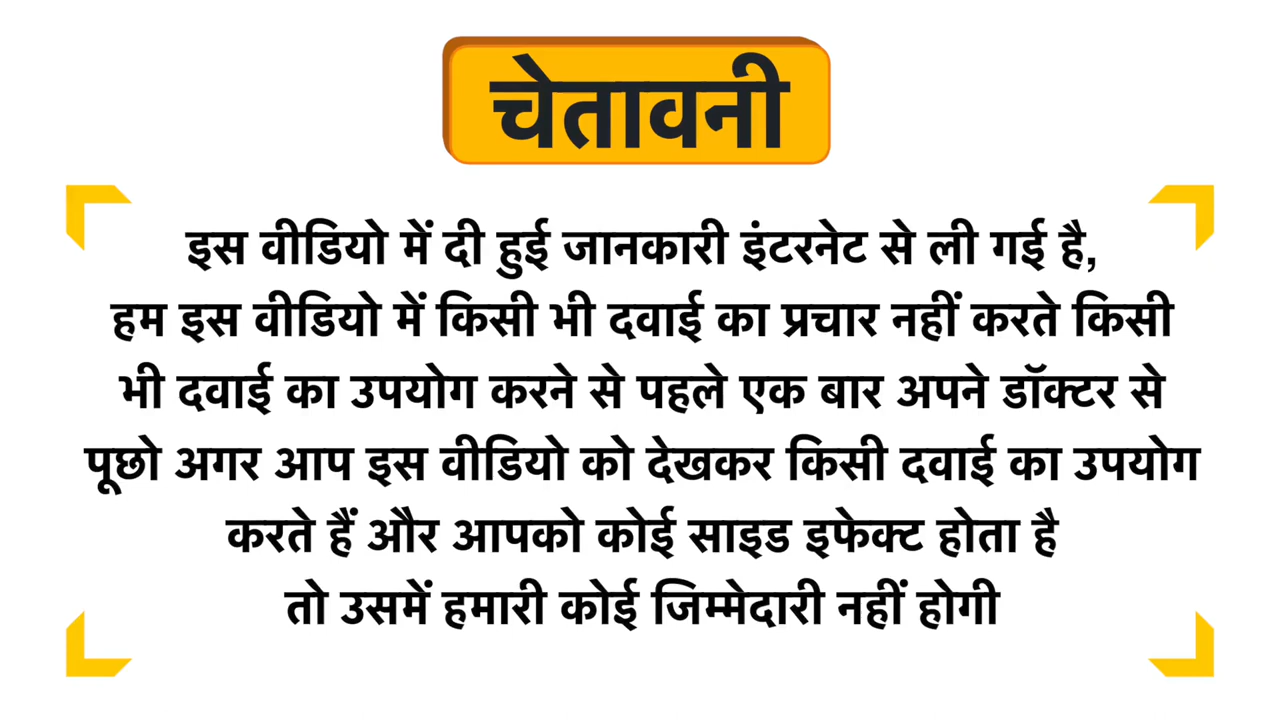 चेतावनी
इस वीडियो में दी हुई जानकारी इंटरनेट से ली गई है,
हम इस वीडियो में किसी भी दवाई का प्रचार नहीं करते किसी
भी दवाई का उपयोग करने से पहले एक बार अपने डॉक्टर से
पूछो अगर आप इस वीडियो को देखकर किसी दवाई का उपयोग
करते हैं और आपको कोई साइड इफेक्ट होता है
तो उसमें हमारी कोई जिम्मेदारी नहीं होगी